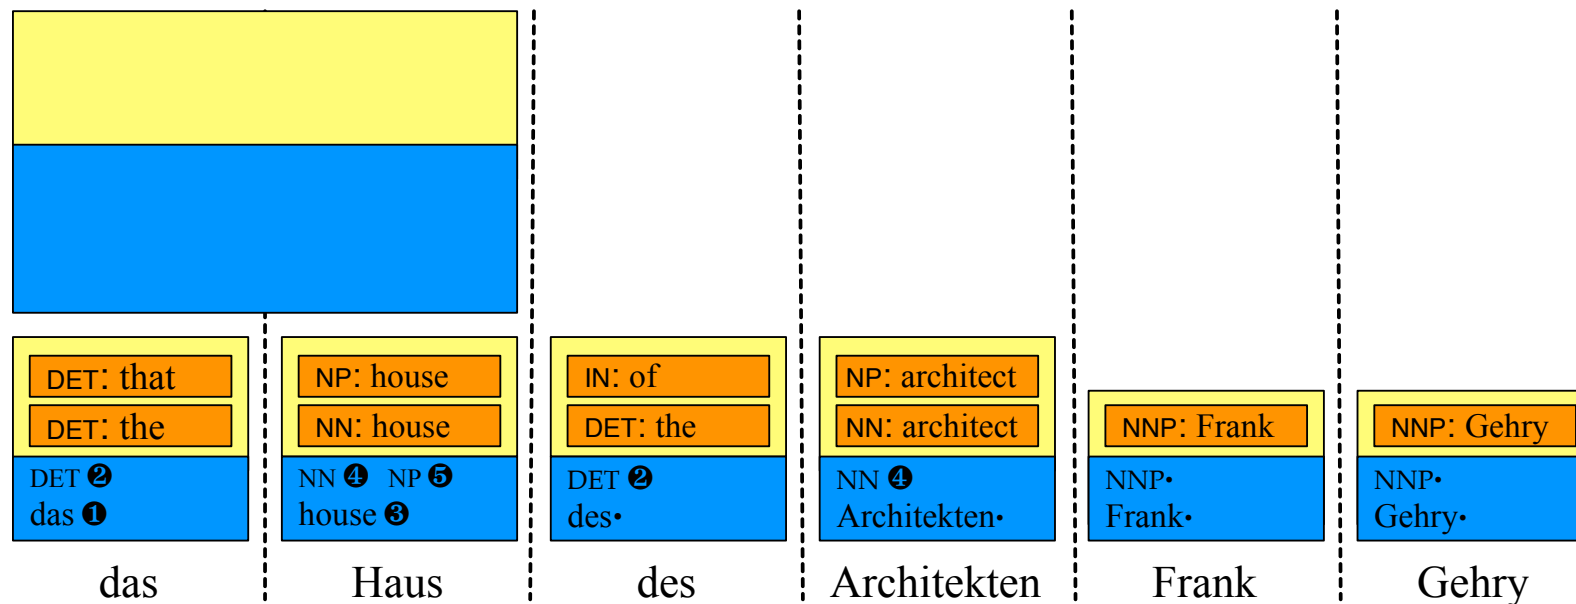 DET: that
DET: the
DET ❷
das ❶
NP: house
NN: house
NN ❹ NP ❺
house ❸
IN: of
DET: the
DET ❷
des•
NP: architect
NN: architect
NN ❹
Architekten•
NNP: Frank
NNP•
Frank•
NNP: Gehry
NNP•
Gehry•
das Haus des Architekten Frank Gehry